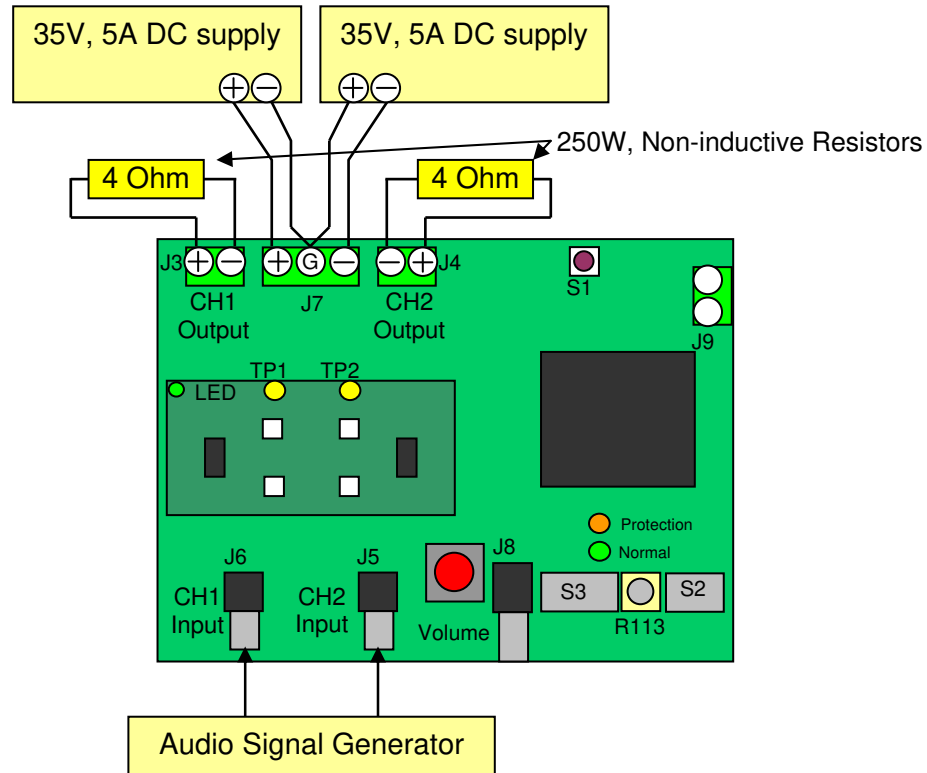 35V, 5A DC supply
35V, 5A DC supply
+ −
+ −
250W, Non-inductive Resistors
4 Ohm
4 Ohm
J3
+ −
+ G −
− +
J4
CH1
Output
J7
CH2
Output
S1
J9
LED
TP1
TP2
Protection
Normal
J6
J5
J8
CH1
Input
CH2
Input
Volume
S3
S2
R113
Audio Signal Generator